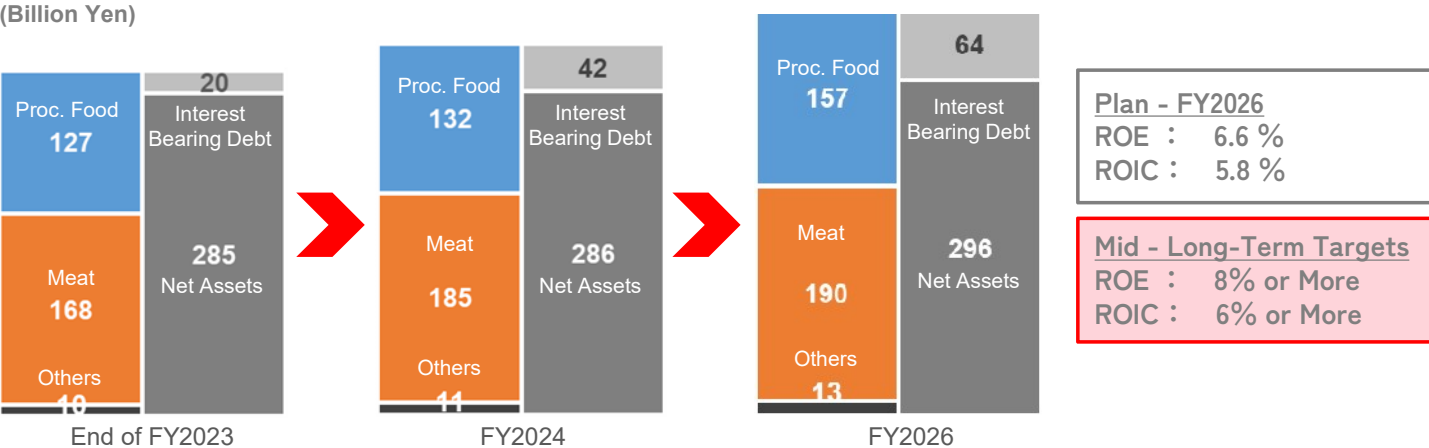 (Billion Yen)
Proc. Food
127
Meat
168
Others
10
20
Interest
Bearing Debt
285
Net Assets
End of FY2023
Proc. Food
132
Meat
185
Others
11
42
Interest
Bearing Debt
286
Net Assets
FY2024
Proc. Food
157
Meat
190
Others
13
64
Interest
Bearing Debt
296
Net Assets
FY2026
Plan - FY2026
ROE : 6.6 %
ROIC : 5.8 %
Mid - Long-Term Targets
ROE : 8% or More
ROIC : 6% or More